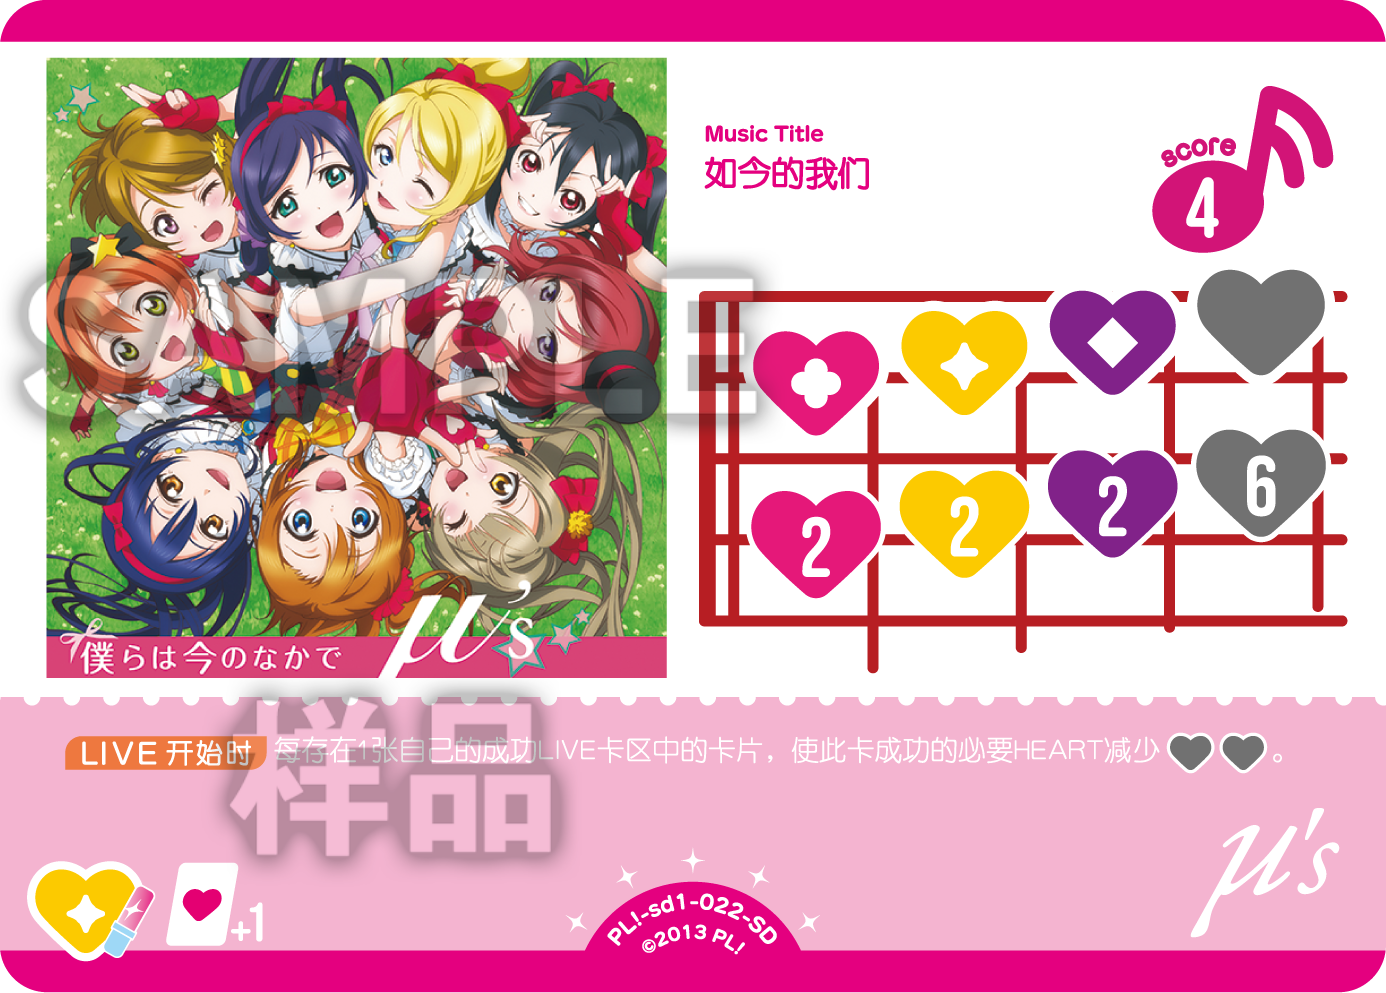 Music Title
如今的我们
score
4
SAMPLE
2 2 2 6
僕らは今のなかで
μ's
样品
LIVE 开始时 每存在1张自己的成功LIVE卡区中的卡片，使此卡成功的必要HEART减少。
μ's
+1
PL!-sd1-022-SD
©2013 PL!